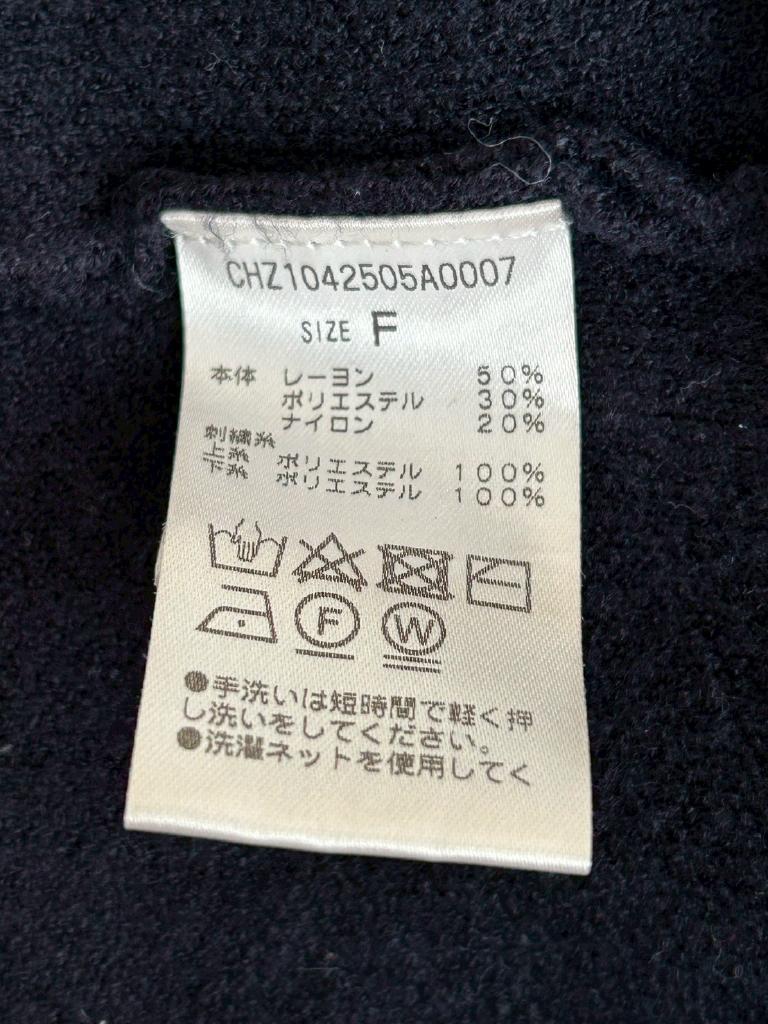 CHZ1042505A0007
SIZE F
本体 レーヨン 50%
ポリエステル 30%
ナイロン 20%
刺繍糸
上糸 ポリエステル 100%
下糸 ポリエステル 100%
F W
●手洗いは短時間で軽く押
し洗いをしてください。
●洗濯ネットを使用してく